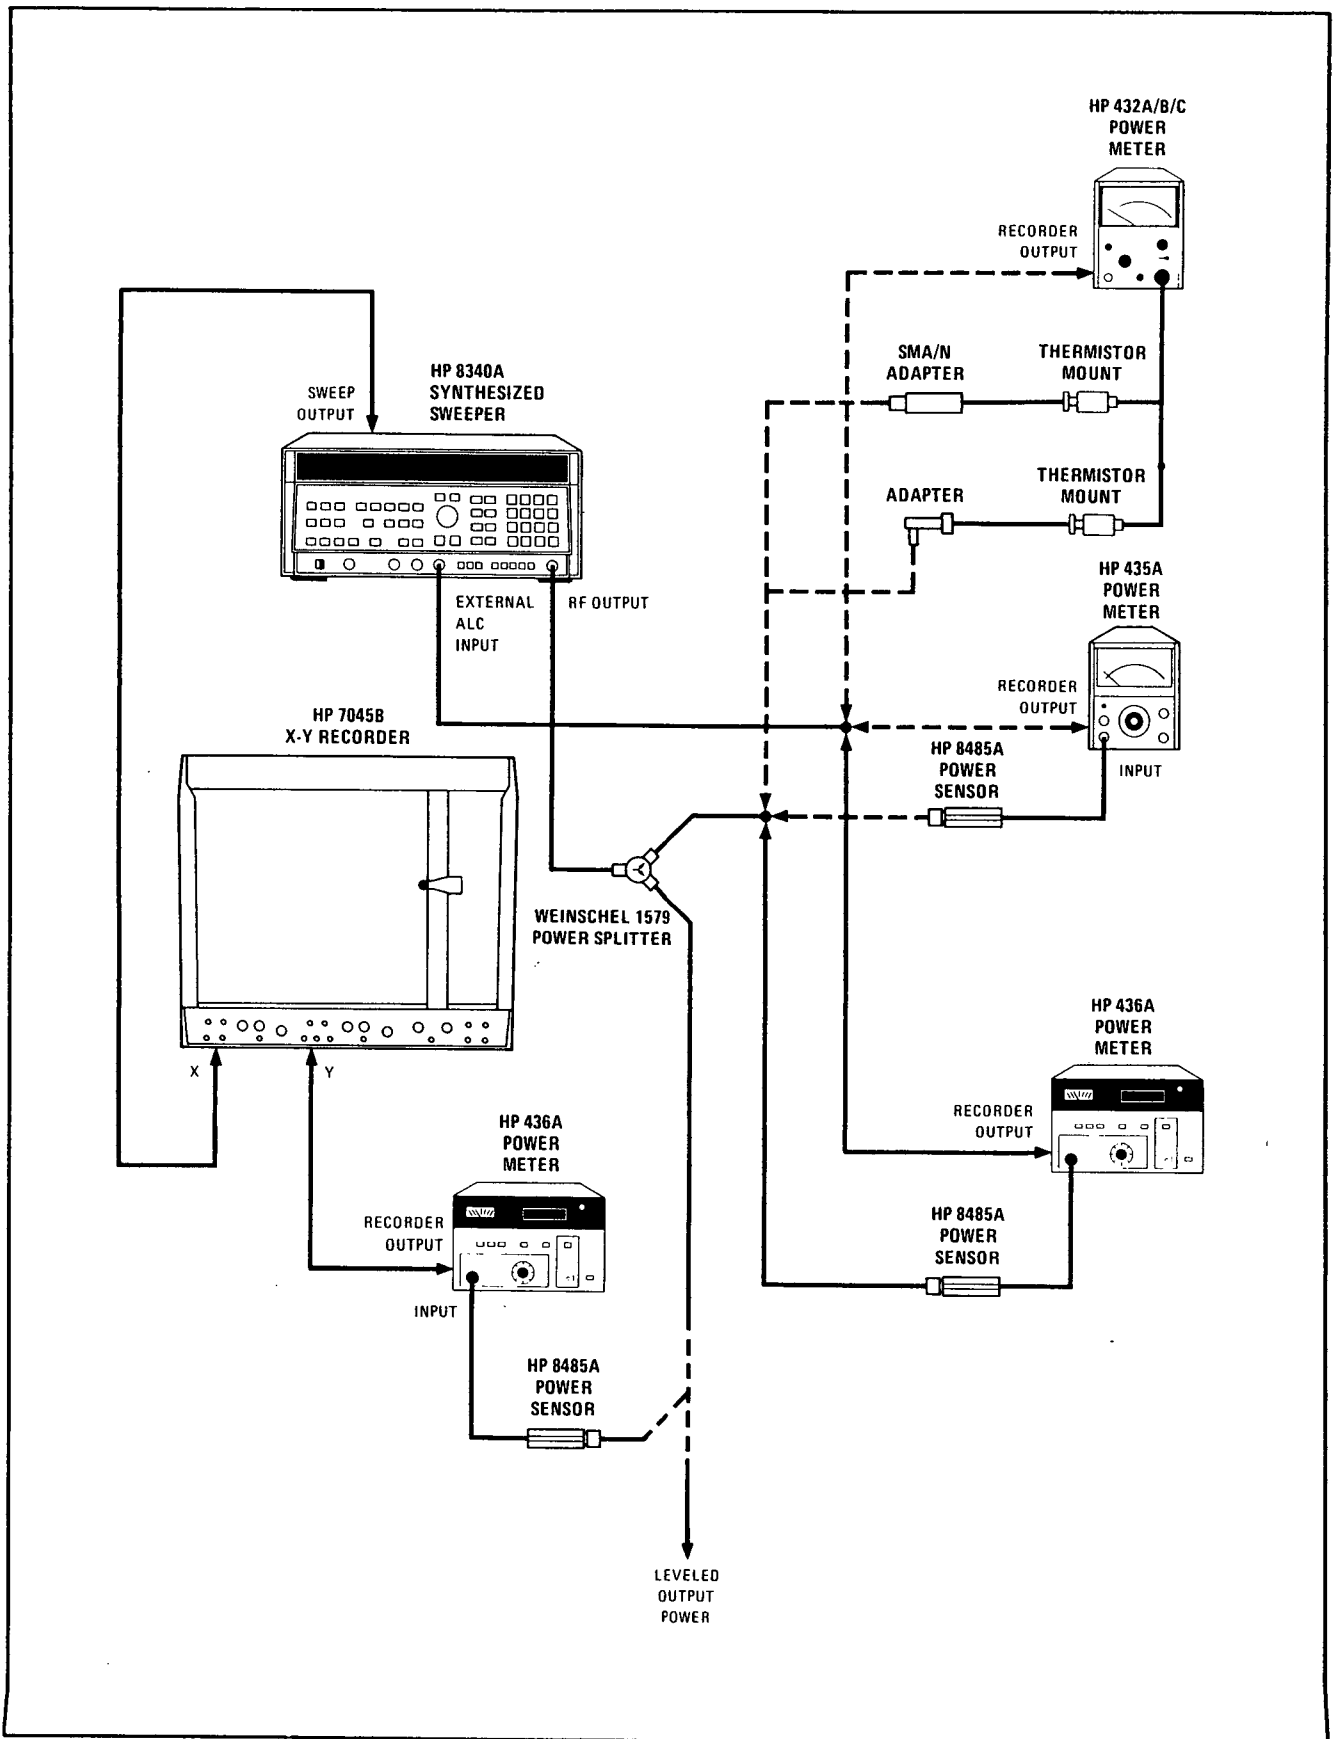 HP 432A/B/C
POWER
METER
RECORDER
OUTPUT
SMA/N
ADAPTER
THERMISTOR
MOUNT
HP 8340A
SYNTHESIZED
SWEEPER
SWEEP
OUTPUT
ADAPTER
THERMISTOR
MOUNT
HP 435A
POWER
METER
EXTERNAL
ALC
INPUT
RF OUTPUT
RECORDER
OUTPUT
HP 7045B
X-Y RECORDER
HP 8485A
POWER
SENSOR
INPUT
WEINSCHEL 1579
POWER SPLITTER
HP 436A
POWER
METER
X
Y
RECORDER
OUTPUT
HP 436A
POWER
METER
RECORDER
OUTPUT
HP 8485A
POWER
SENSOR
INPUT
HP 8485A
POWER
SENSOR
LEVELED
OUTPUT
POWER